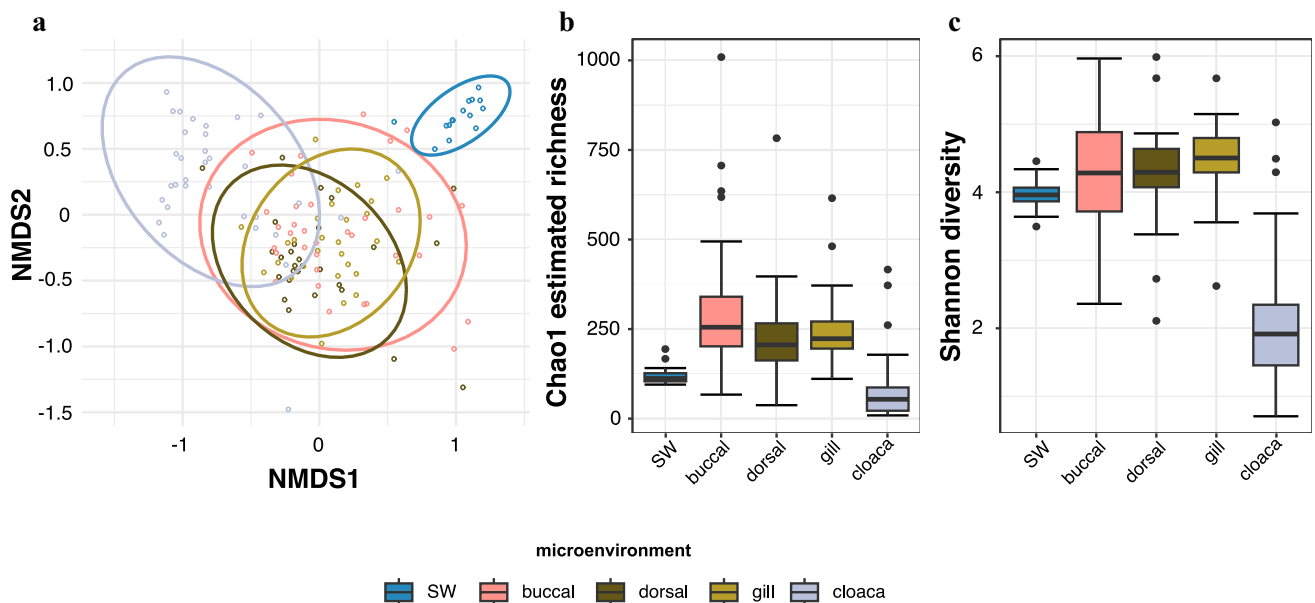 a
NMDS2
1.0
0.5
0
-0.5
-1.0
-1.5
-1
0
1
NMDS1
b
Chao1 estimated richness
1000
750
500
250
0
SW
buccal
dorsal
gill
cloaca
c
Shannon diversity
6
4
2
SW
buccal
dorsal
gill
cloaca
microenvironment
SW buccal dorsal gill cloaca